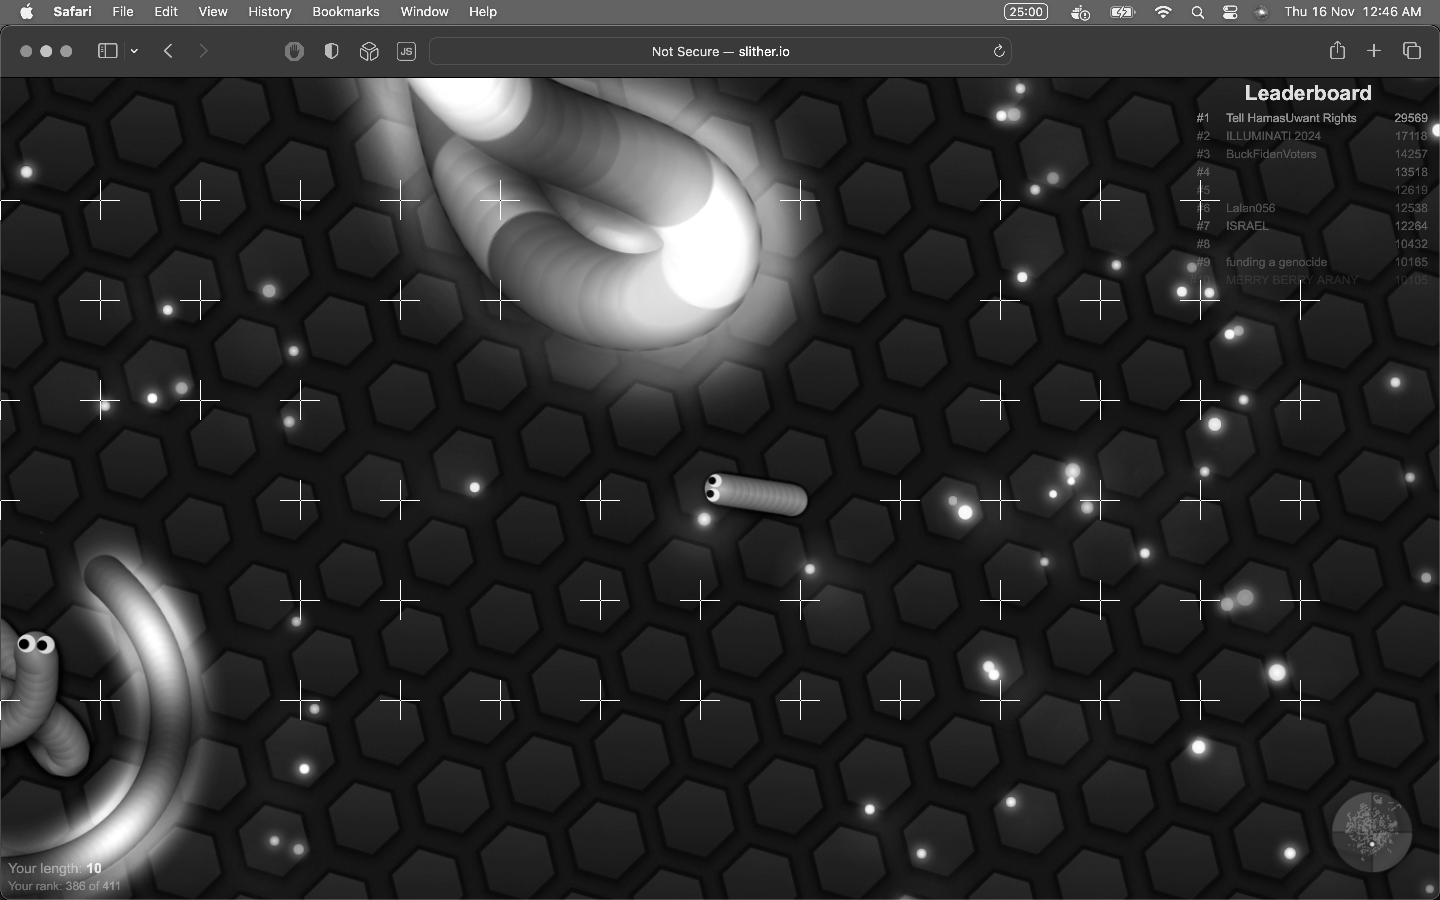 Safari File Edit View History Bookmarks Window Help 25:00 Thu 16 Nov 12:46 AM
JS Not Secure — slither.io
Leaderboard
#1 Tell HamasUwant Rights 29569
#2 ILLUMINATI 2024 17118
#3 BuckFidenVoters 14257
#4 13518
#5 12619
#6 Lalan056 12538
#7 ISRAEL 12264
#8 10432
#9 funding a genocide 10165
#10 MERRY BERRY ARANY 10105
Your length: 10
Your rank: 386 of 411